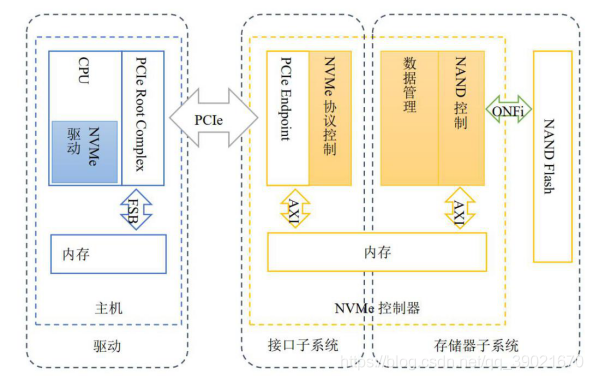 CPU
NVMe
驱动
PCIe Root Complex
FSB
内存
主机
驱动
PCIe
PCIe Endpoint
NVMe 协议控制
AXI
数据管理
NAND 控制
AXI
内存
NVMe 控制器
接口子系统
ONFi
NAND Flash
存储器子系统
https://blog.csdn.net/qq_39021670